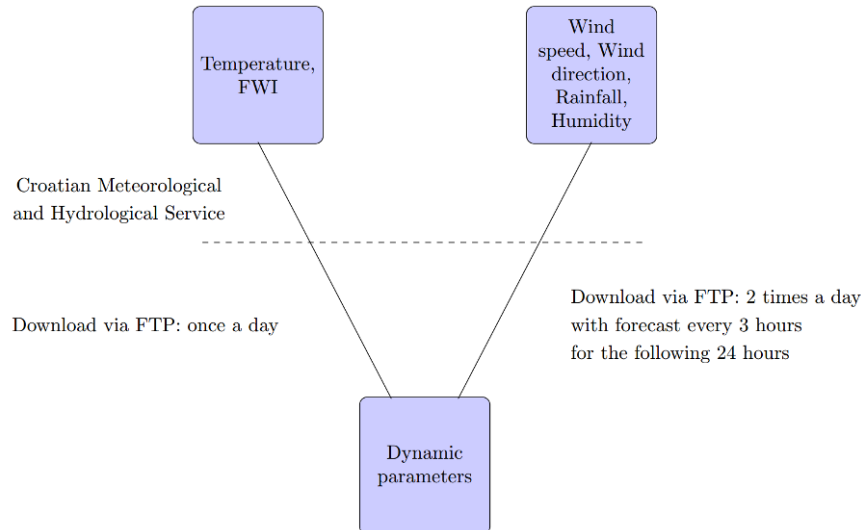 Temperature,
FWI
Wind
speed, Wind
direction,
Rainfall,
Humidity
Croatian Meteorological
and Hydrological Service
Download via FTP: once a day
Download via FTP: 2 times a day
with forecast every 3 hours
for the following 24 hours
Dynamic
parameters